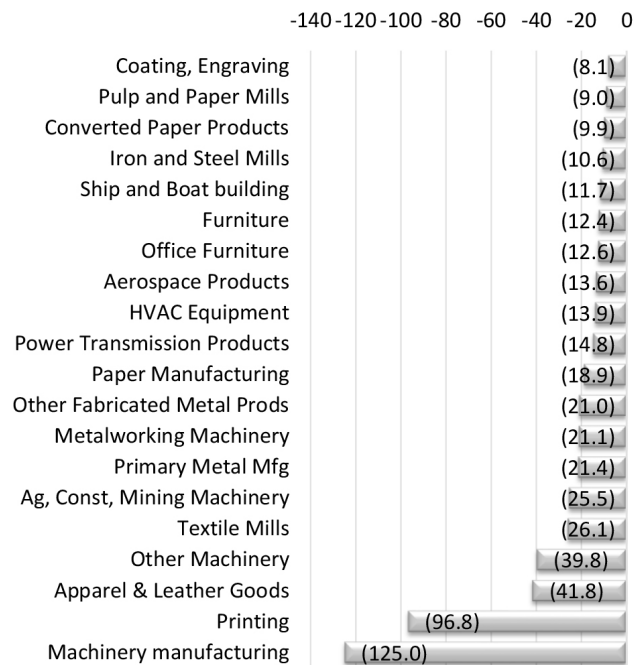 -140 -120 -100 -80 -60 -40 -20 0
Coating, Engraving (8.1)
Pulp and Paper Mills (9.0)
Converted Paper Products (9.9)
Iron and Steel Mills (10.6)
Ship and Boat building (11.7)
Furniture (12.4)
Office Furniture (12.6)
Aerospace Products (13.6)
HVAC Equipment (13.9)
Power Transmission Products (14.8)
Paper Manufacturing (18.9)
Other Fabricated Metal Prods (21.0)
Metalworking Machinery (21.1)
Primary Metal Mfg (21.4)
Ag, Const, Mining Machinery (25.5)
Textile Mills (26.1)
Other Machinery (39.8)
Apparel & Leather Goods (41.8)
Printing (96.8)
Machinery manufacturing (125.0)